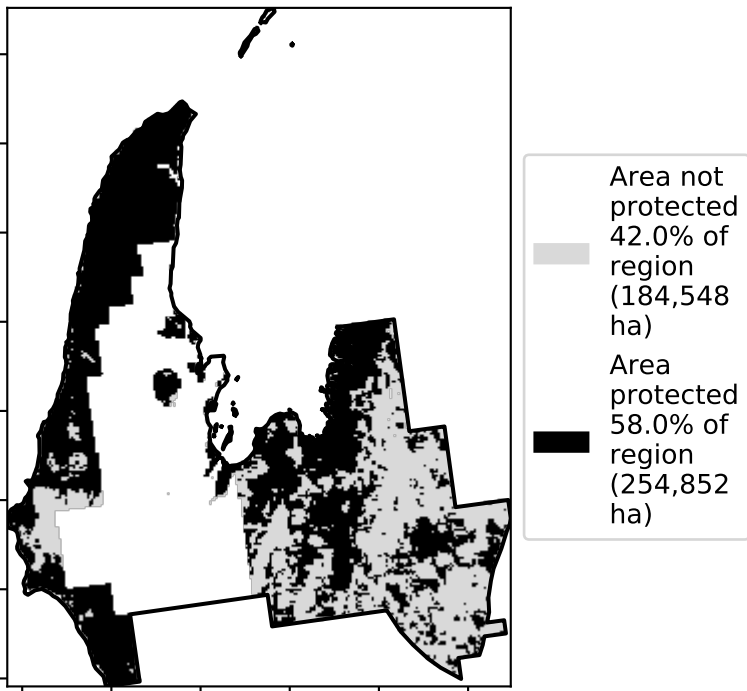 Area not
protected
42.0% of
region
(184,548
ha)
Area
protected
58.0% of
region
(254,852
ha)